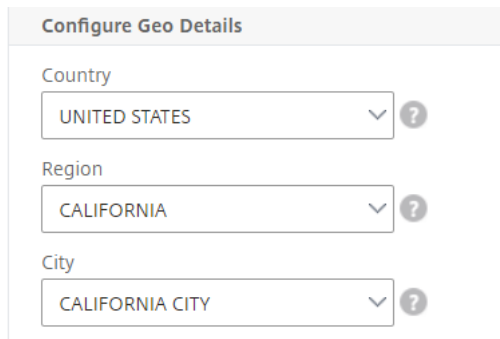 Configure Geo Details
Country
UNITED STATES
?
Region
CALIFORNIA
?
City
CALIFORNIA CITY
?